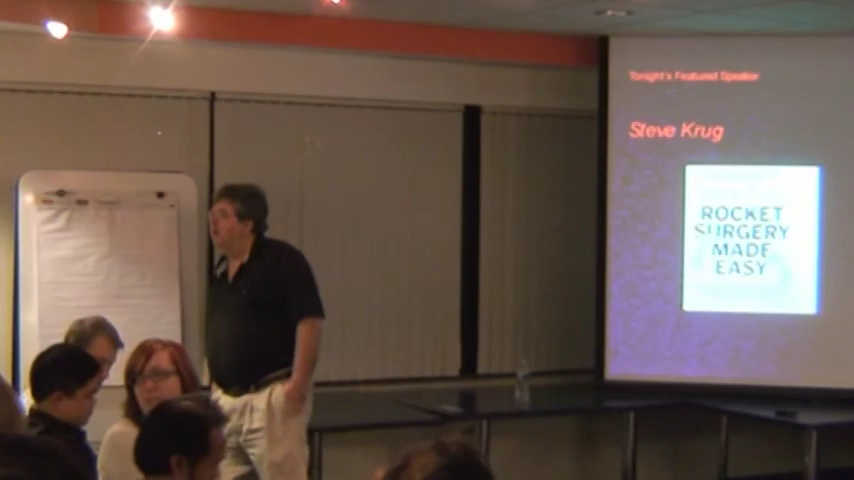 Tonight's Featured Speaker
Steve Krug
ROCKET
SURGERY
MADE
EASY